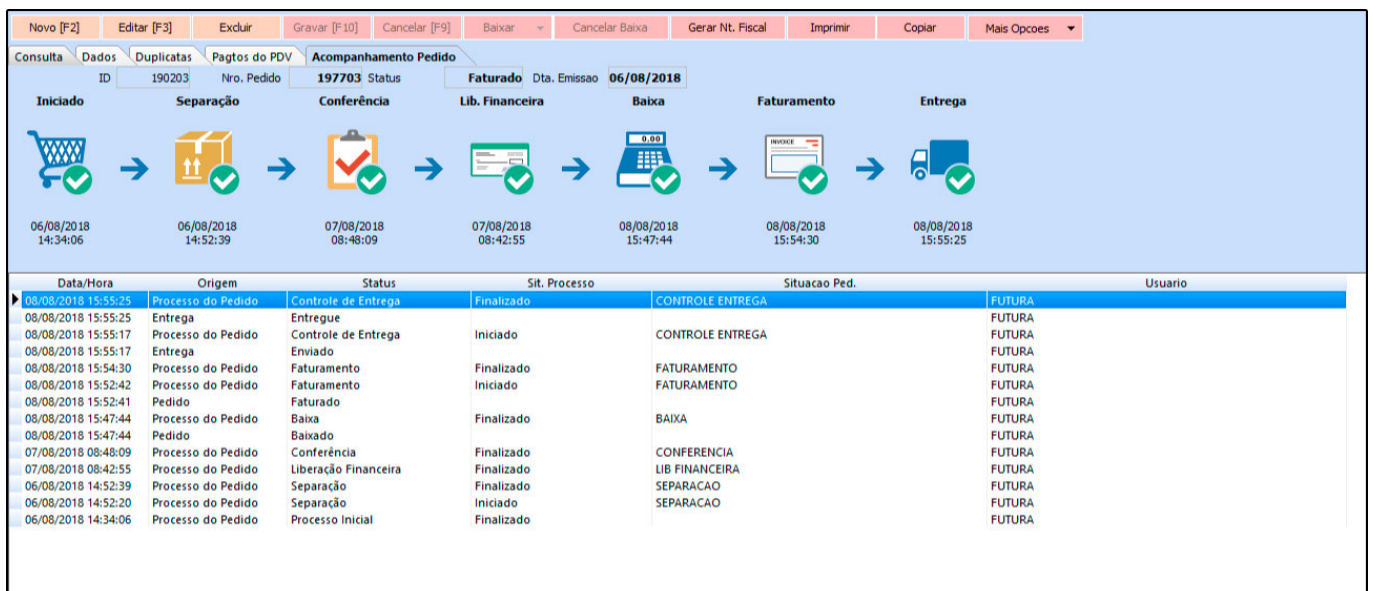 Novo [F2] Editar [F3] Excluir Gravar [F10] Cancelar [F9] Baixar Cancelar Baixa Gerar Nt. Fiscal Imprimir Copiar Mais Opcoes
Consulta Dados Duplicatas Pagtos do PDV Acompanhamento Pedido
ID 190203 Nro. Pedido 197703 Status Faturado Dta. Emissao 06/08/2018
Iniciado Separação Conferência Lib. Financeira Baixa Faturamento Entrega
0.00 INVOICE
06/08/2018 06/08/2018 07/08/2018 07/08/2018 08/08/2018 08/08/2018 08/08/2018
14:34:06 14:52:39 08:48:09 08:42:55 15:47:44 15:54:30 15:55:25
Data/Hora Origem Status Sit. Processo Situacao Ped. Usuario
08/08/2018 15:55:25 Processo do Pedido Controle de Entrega Finalizado CONTROLE ENTREGA FUTURA
08/08/2018 15:55:25 Entrega Entregue FUTURA
08/08/2018 15:55:17 Processo do Pedido Controle de Entrega Iniciado CONTROLE ENTREGA FUTURA
08/08/2018 15:55:17 Entrega Enviado FUTURA
08/08/2018 15:54:30 Processo do Pedido Faturamento Finalizado FATURAMENTO FUTURA
08/08/2018 15:52:42 Processo do Pedido Faturamento Iniciado FATURAMENTO FUTURA
08/08/2018 15:52:41 Pedido Faturado FUTURA
08/08/2018 15:47:44 Processo do Pedido Baixa Finalizado BAIXA FUTURA
08/08/2018 15:47:44 Pedido Baixado FUTURA
07/08/2018 08:48:09 Processo do Pedido Conferência Finalizado CONFERENCIA FUTURA
07/08/2018 08:42:55 Processo do Pedido Liberação Financeira Finalizado LIB FINANCEIRA FUTURA
06/08/2018 14:52:39 Processo do Pedido Separação Finalizado SEPARACAO FUTURA
06/08/2018 14:52:20 Processo do Pedido Separação Iniciado SEPARACAO FUTURA
06/08/2018 14:34:06 Processo do Pedido Processo Inicial Finalizado FUTURA